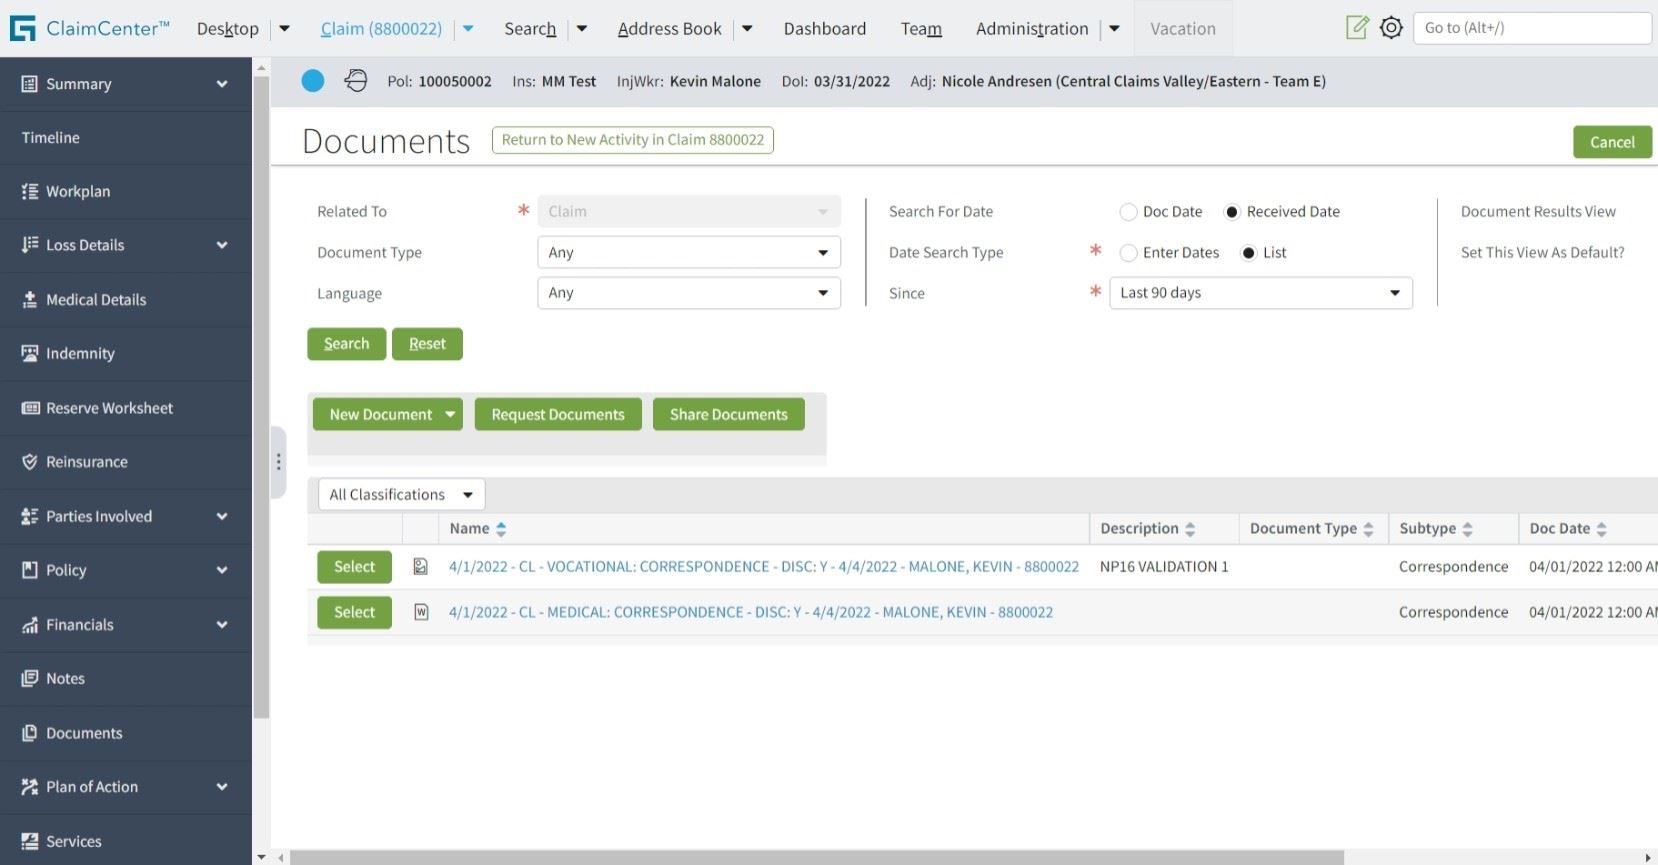 ClaimCenter™ Desktop Claim (8800022) Search Address Book Dashboard Team Administration Vacation Go to (Alt+/)
Pol: 100050002 Ins: MM Test InjWkr: Kevin Malone DoI: 03/31/2022 Adj: Nicole Andresen (Central Claims Valley/Eastern - Team E)
Summary
Timeline
Workplan
Loss Details
Medical Details
Indemnity
Reserve Worksheet
Reinsurance
Parties Involved
Policy
Financials
Notes
Documents
Plan of Action
Services
Documents Return to New Activity in Claim 8800022 Cancel
Related To * Claim
Document Type Any
Language Any
Search For Date Doc Date Received Date
Date Search Type * Enter Dates List
Since * Last 90 days
Document Results View
Set This View As Default?
Search Reset
New Document Request Documents Share Documents
All Classifications
Name Description Document Type Subtype Doc Date
Select 4/1/2022 - CL - VOCATIONAL: CORRESPONDENCE - DISC: Y - 4/4/2022 - MALONE, KEVIN - 8800022 NP16 VALIDATION 1 Correspondence 04/01/2022 12:00 AM
Select W 4/1/2022 - CL - MEDICAL: CORRESPONDENCE - DISC: Y - 4/4/2022 - MALONE, KEVIN - 8800022 Correspondence 04/01/2022 12:00 AM